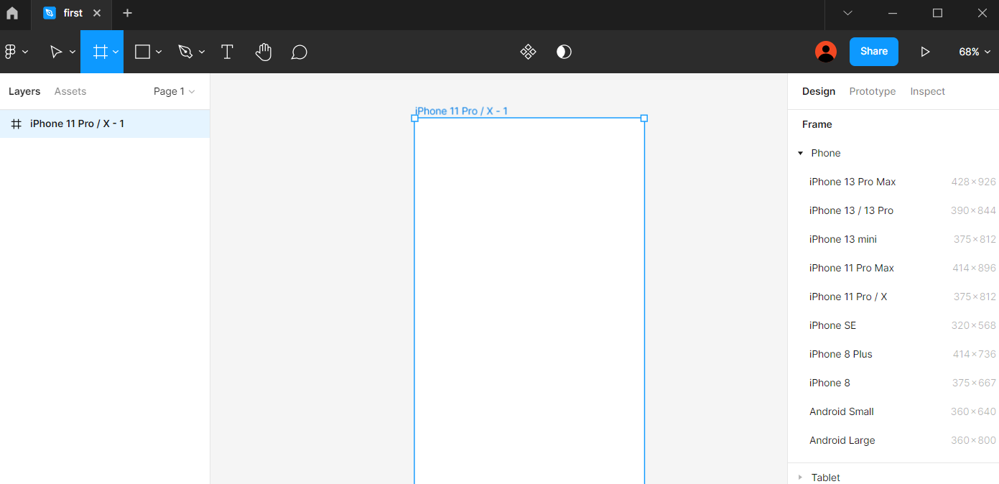 first
Share
68%
Layers Assets Page 1
iPhone 11 Pro / X - 1
iPhone 11 Pro / X - 1
Design Prototype Inspect
Frame
Phone
iPhone 13 Pro Max 428×926
iPhone 13 / 13 Pro 390×844
iPhone 13 mini 375×812
iPhone 11 Pro Max 414×896
iPhone 11 Pro / X 375×812
iPhone SE 320×568
iPhone 8 Plus 414×736
iPhone 8 375×667
Android Small 360×640
Android Large 360×800
Tablet